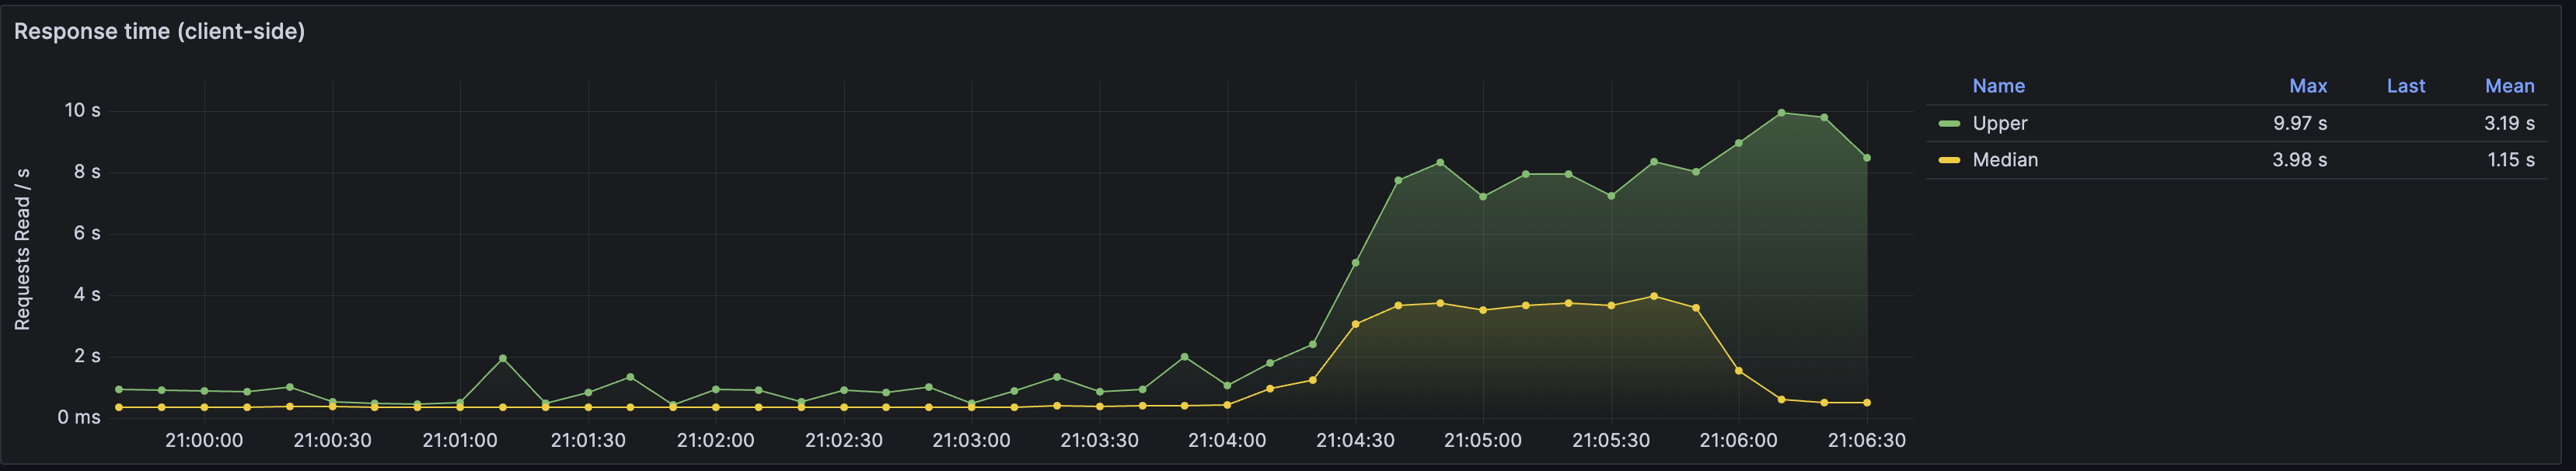 Response time (client-side)
Requests Read / s
10 s
8 s
6 s
4 s
2 s
0 ms
21:00:00 21:00:30 21:01:00 21:01:30 21:02:00 21:02:30 21:03:00 21:03:30 21:04:00 21:04:30 21:05:00 21:05:30 21:06:00 21:06:30
Name Max Last Mean
Upper 9.97 s 3.19 s
Median 3.98 s 1.15 s